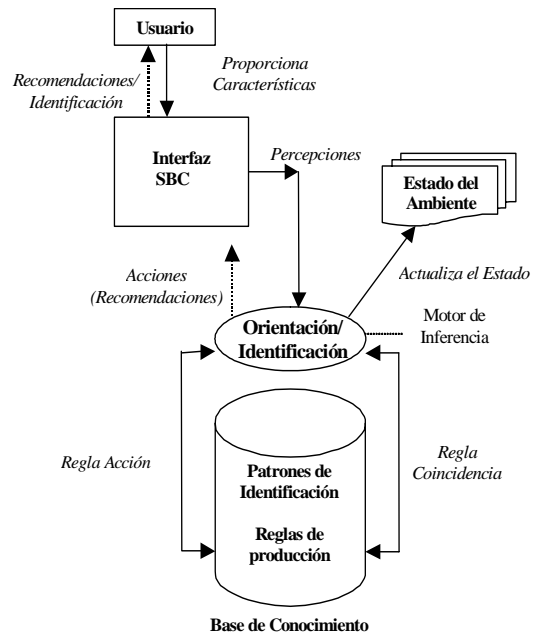 Usuario
Recomendaciones/
Identificación
Proporciona
Características
Interfaz
SBC
Percepciones
Estado del
Ambiente
Acciones
(Recomendaciones)
Actualiza el Estado
Orientación/
Identificación
Motor de
Inferencia
Regla Acción
Regla
Coincidencia
Patrones de
Identificación
Reglas de
producción
Base de Conocimiento